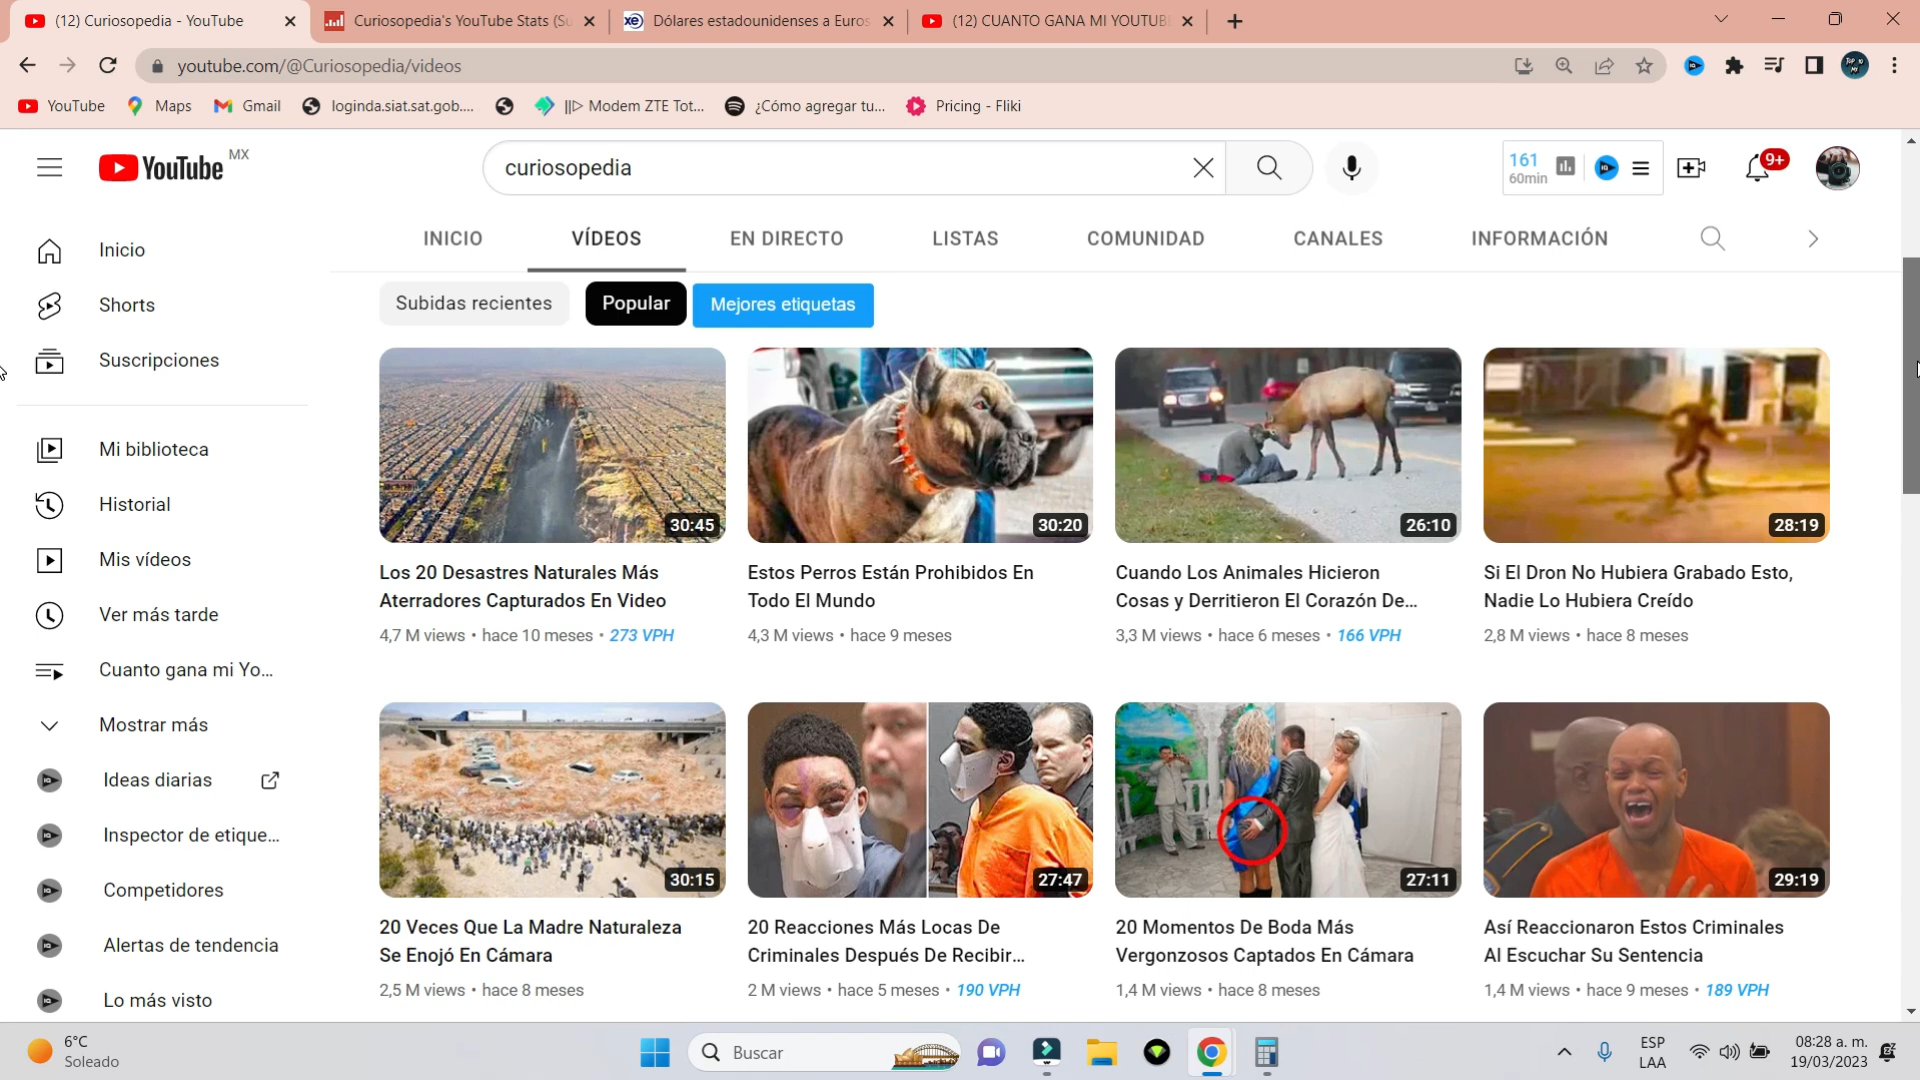 (12) Curiosopedia - YouTube
Curiosopedia's YouTube Stats (Su
Dólares estadounidenses a Euros
(12) CUANTO GANA MI YOUTUB
youtube.com/@Curiosopedia/videos
YouTube
Maps
Gmail
loginda.siat.sat.gob....
||▷ Modem ZTE Tot...
¿Cómo agregar tu...
Pricing - Fliki
YouTube MX
curiosopedia
161
60min
9+
INICIO
VÍDEOS
EN DIRECTO
LISTAS
COMUNIDAD
CANALES
INFORMACIÓN
Inicio
Shorts
Suscripciones
Mi biblioteca
Historial
Mis vídeos
Ver más tarde
Cuanto gana mi Yo...
Mostrar más
Ideas diarias
Inspector de etique...
Competidores
Alertas de tendencia
Lo más visto
Subidas recientes
Popular
Mejores etiquetas
30:45
30:20
26:10
28:19
Los 20 Desastres Naturales Más
Aterradores Capturados En Video
4,7 M views • hace 10 meses • 273 VPH
Estos Perros Están Prohibidos En
Todo El Mundo
4,3 M views • hace 9 meses
Cuando Los Animales Hicieron
Cosas y Derritieron El Corazón De...
3,3 M views • hace 6 meses • 166 VPH
Si El Dron No Hubiera Grabado Esto,
Nadie Lo Hubiera Creído
2,8 M views • hace 8 meses
30:15
27:47
27:11
29:19
20 Veces Que La Madre Naturaleza
Se Enojó En Cámara
2,5 M views • hace 8 meses
20 Reacciones Más Locas De
Criminales Después De Recibir...
2 M views • hace 5 meses • 190 VPH
20 Momentos De Boda Más
Vergonzosos Captados En Cámara
1,4 M views • hace 8 meses
Así Reaccionaron Estos Criminales
Al Escuchar Su Sentencia
1,4 M views • hace 9 meses • 189 VPH
6°C
Soleado
Buscar
ESP
LAA
08:28 a. m.
19/03/2023